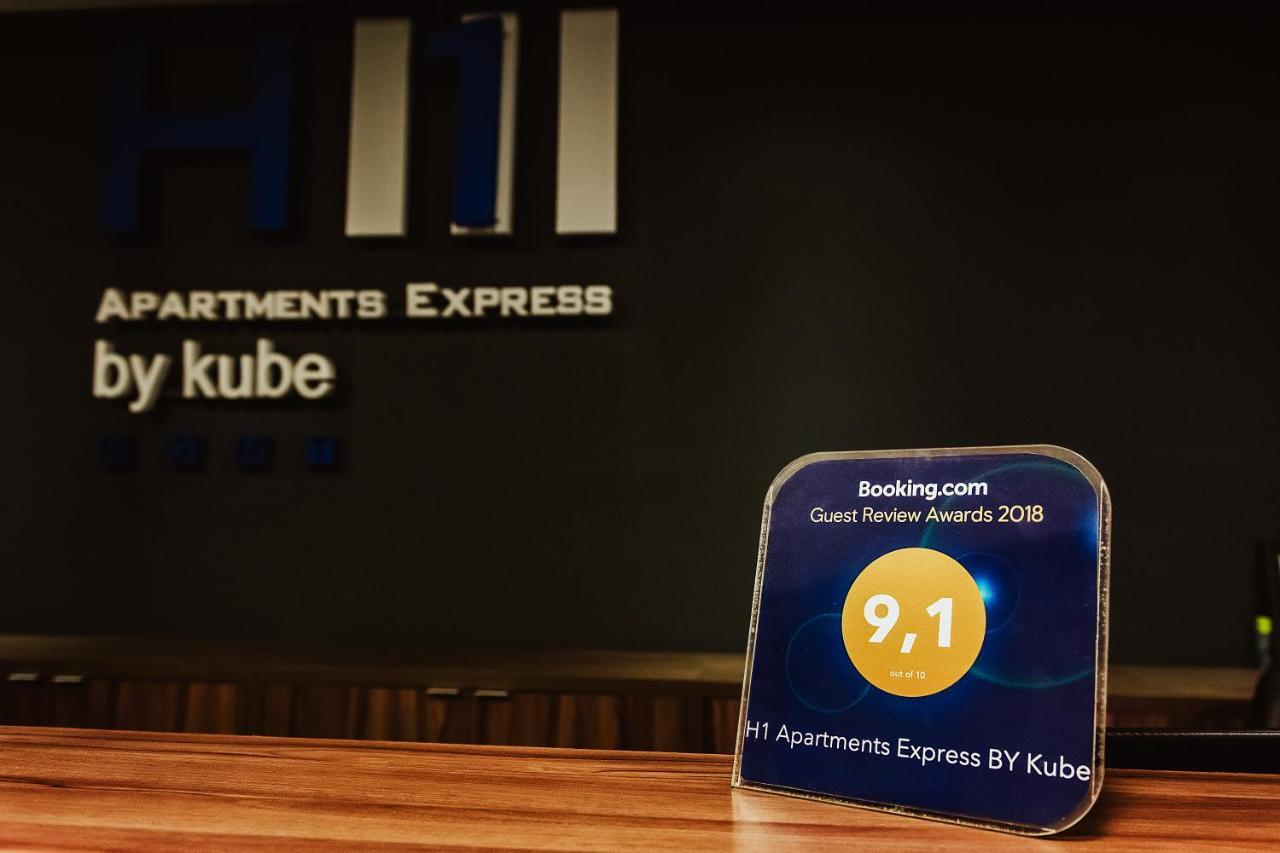 H1
APARTMENTS EXPRESS
by kube
Booking.com
Guest Review Awards 2018
9,1
out of 10
H1 Apartments Express BY Kube